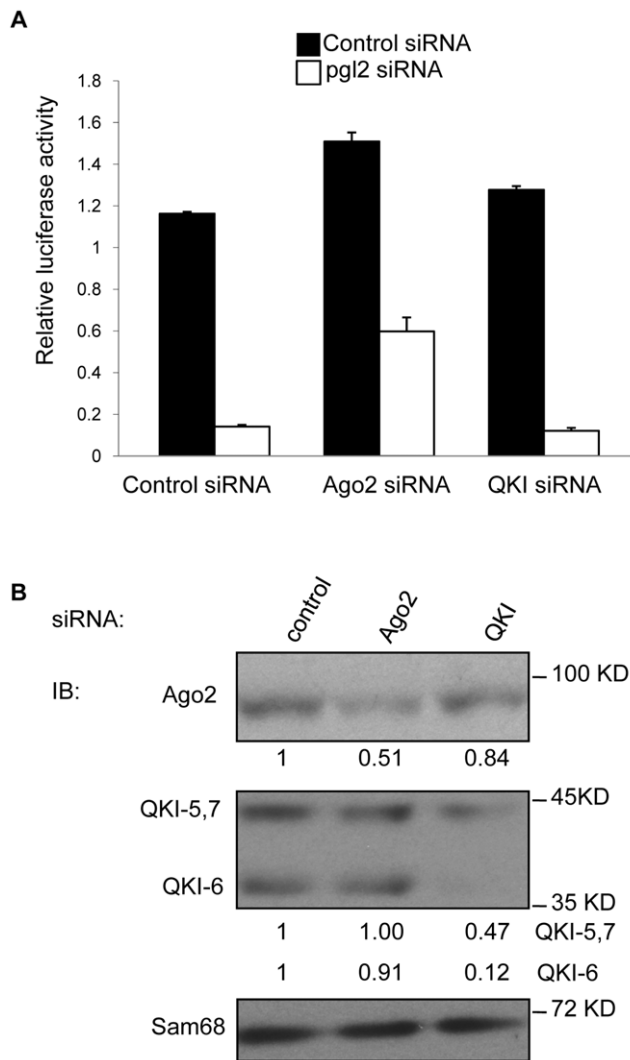 A
Control siRNA
pgl2 siRNA
Relative luciferase activity
1.8
1.6
1.4
1.2
1
0.8
0.6
0.4
0.2
0
Control siRNA Ago2 siRNA QKI siRNA
B
siRNA: control Ago2 QKI
IB: Ago2 100 KD
1 0.51 0.84
QKI-5,7 45KD
QKI-6 35 KD
1 1.00 0.47 QKI-5,7
1 0.91 0.12 QKI-6
Sam68 72 KD